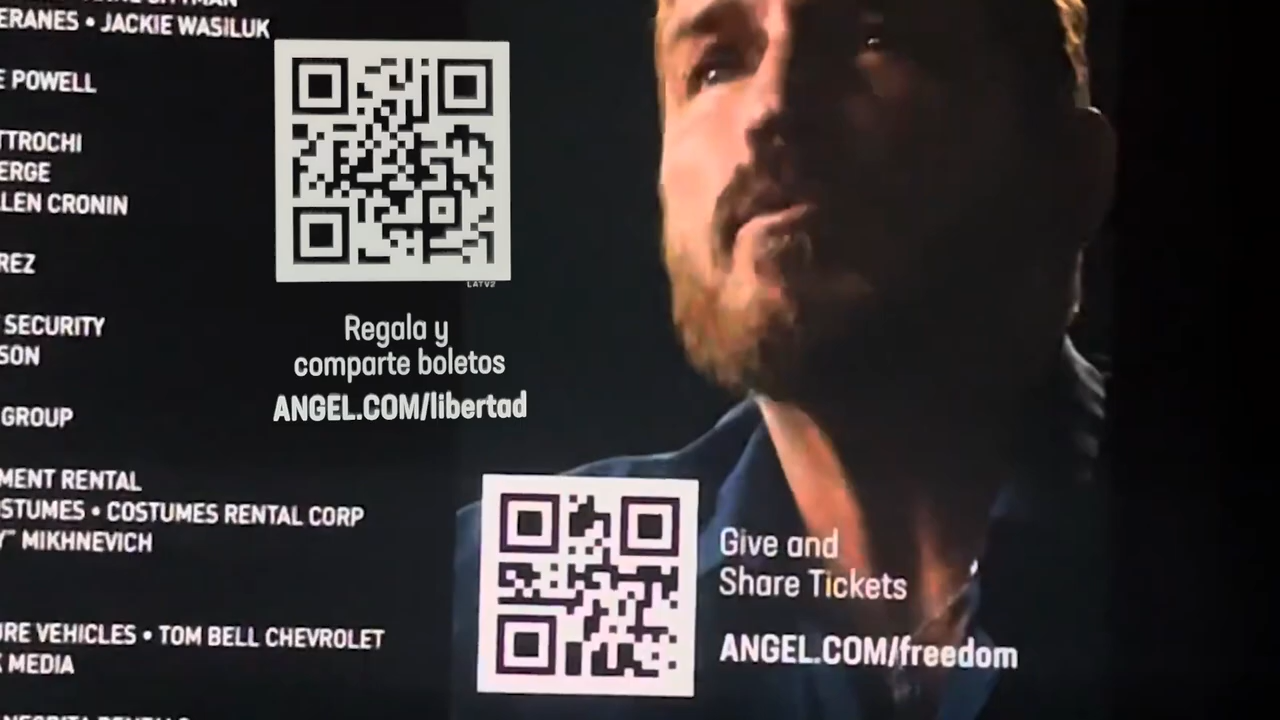 ERANES • JACKIE WASILUK
E POWELL
TTROCHI
ERGE
LEN CRONIN
REZ
SECURITY
SON
GROUP
MENT RENTAL
STUMES • COSTUMES RENTAL CORP
Y" MIKHNEVICH
URE VEHICLES • TOM BELL CHEVROLET
MEDIA
LATV2
Regala y
comparte boletos
ANGEL.COM/libertad
Give and
Share Tickets
ANGEL.COM/freedom